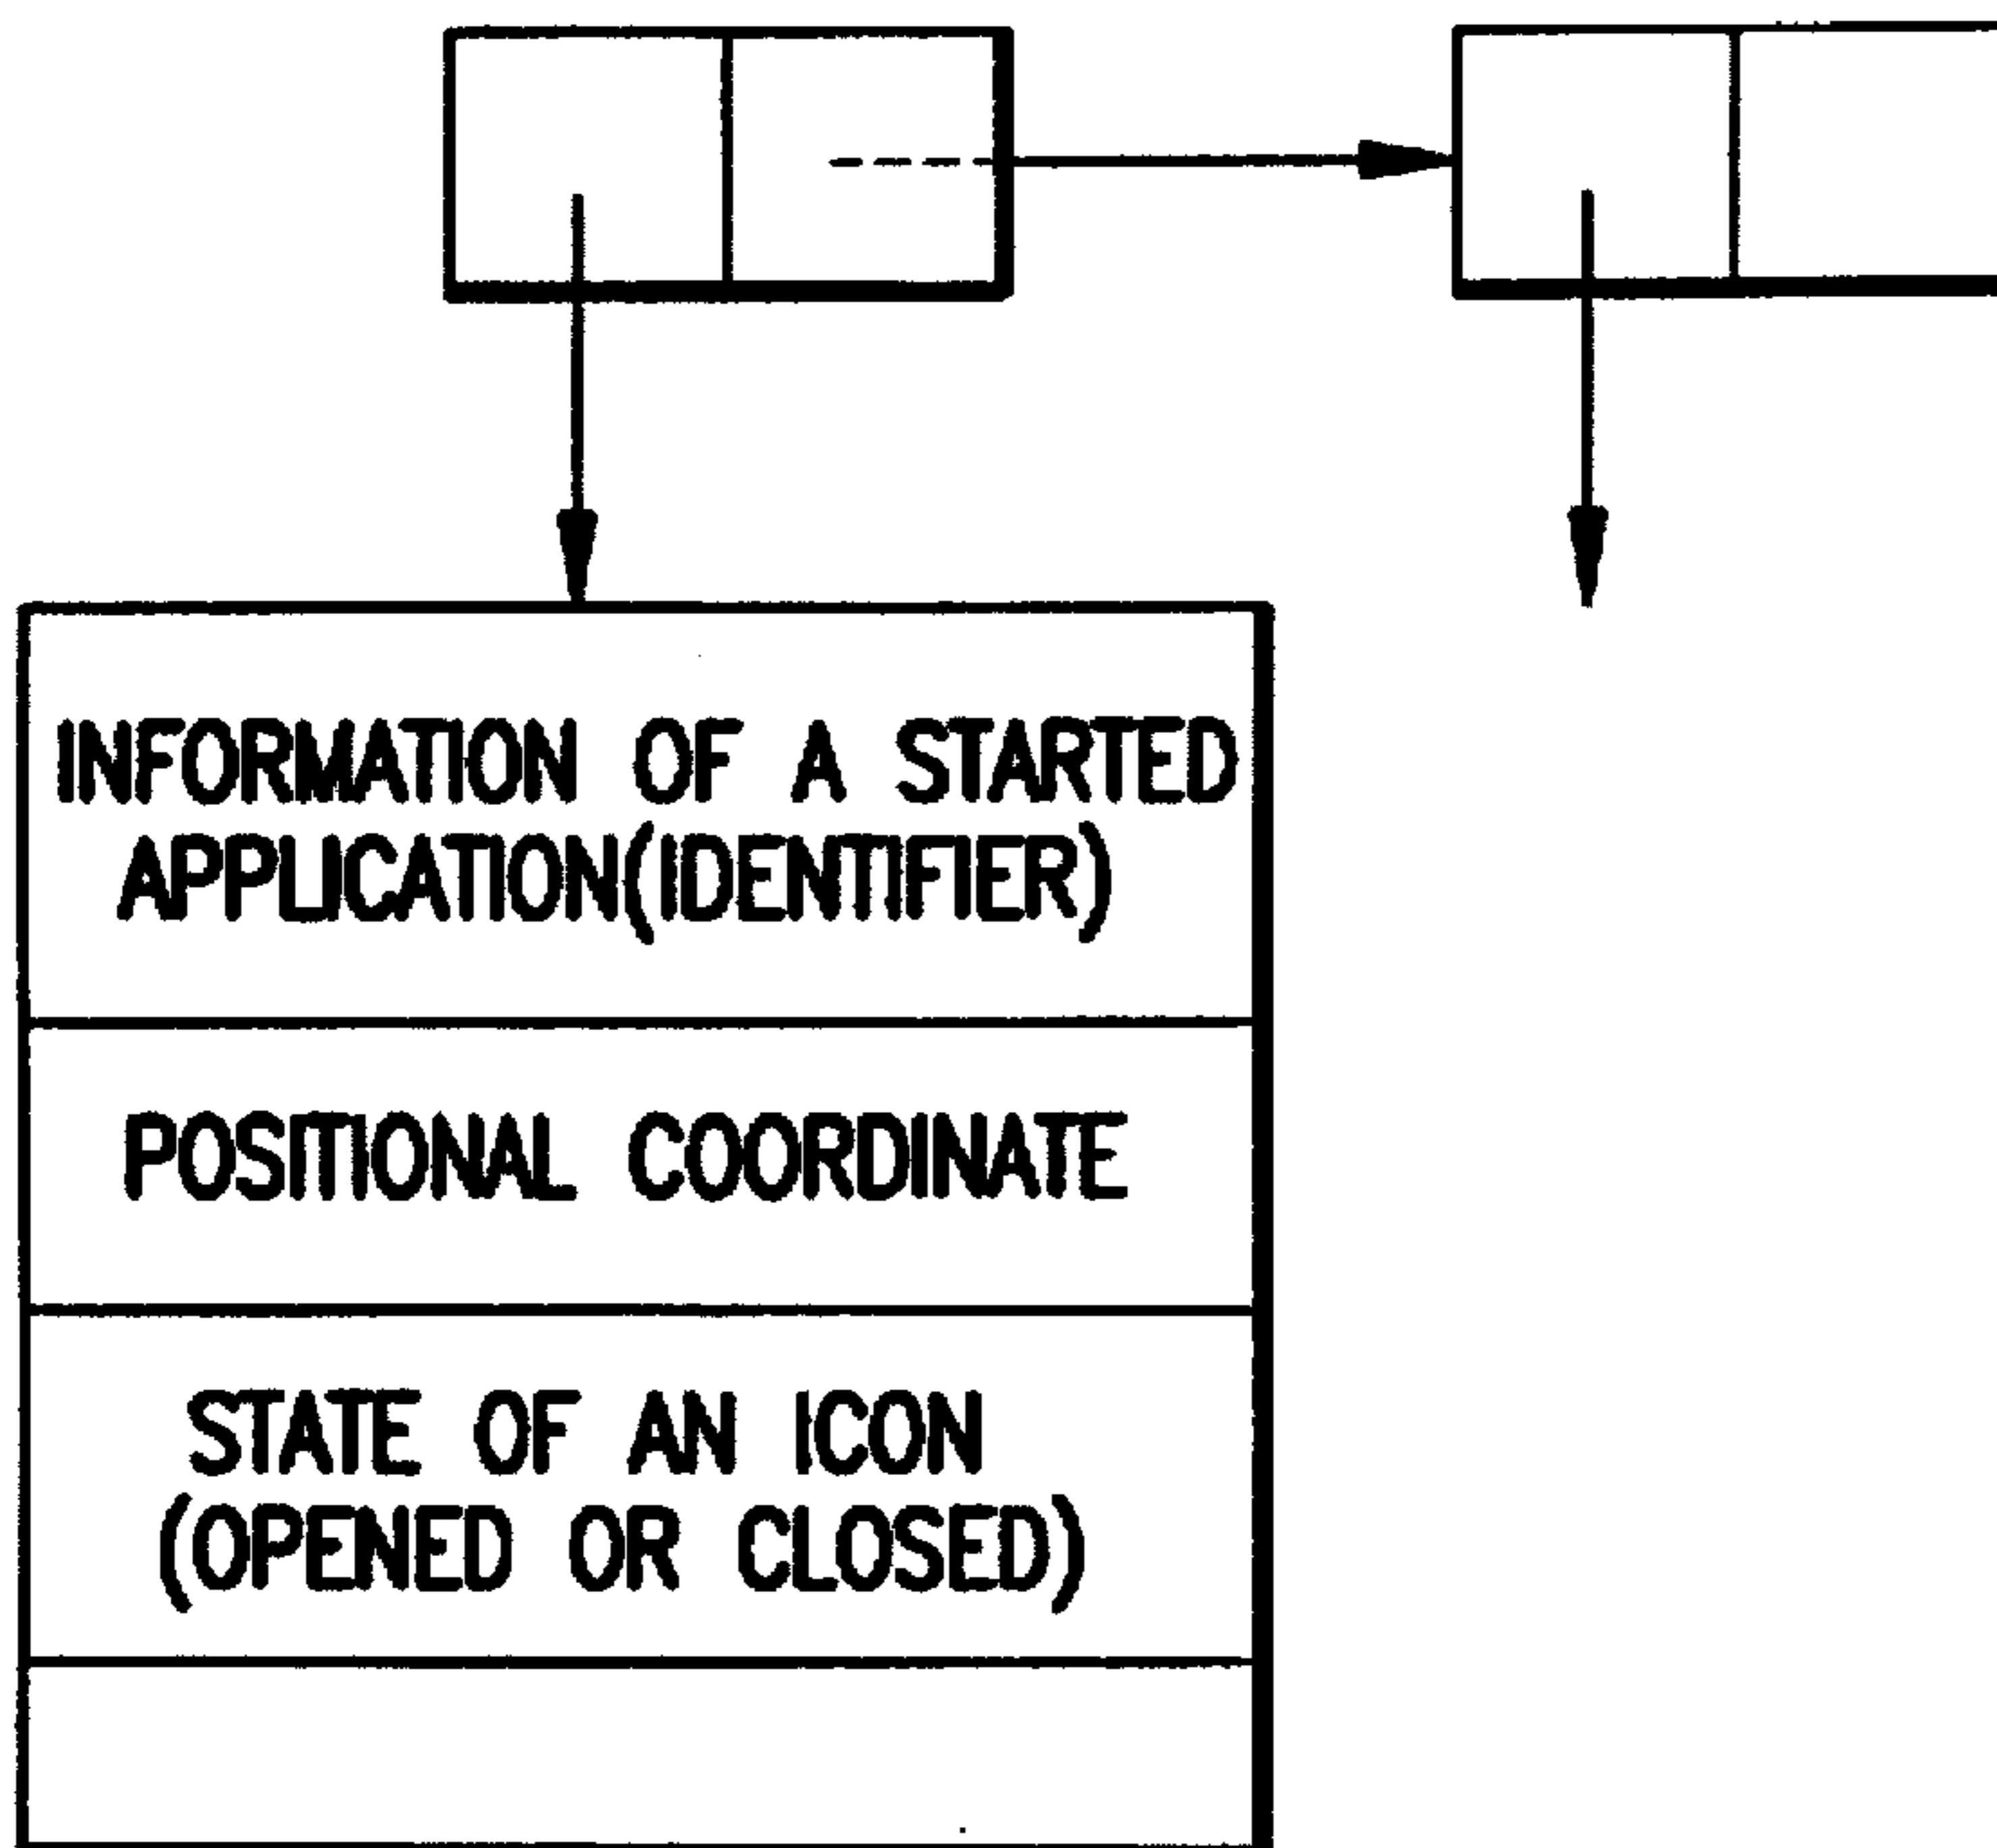 INFORMATION OF A STARTED
APPLICATION(IDENTIFIER)
POSITIONAL COORDINATE
STATE OF AN ICON
(OPENED OR CLOSED)